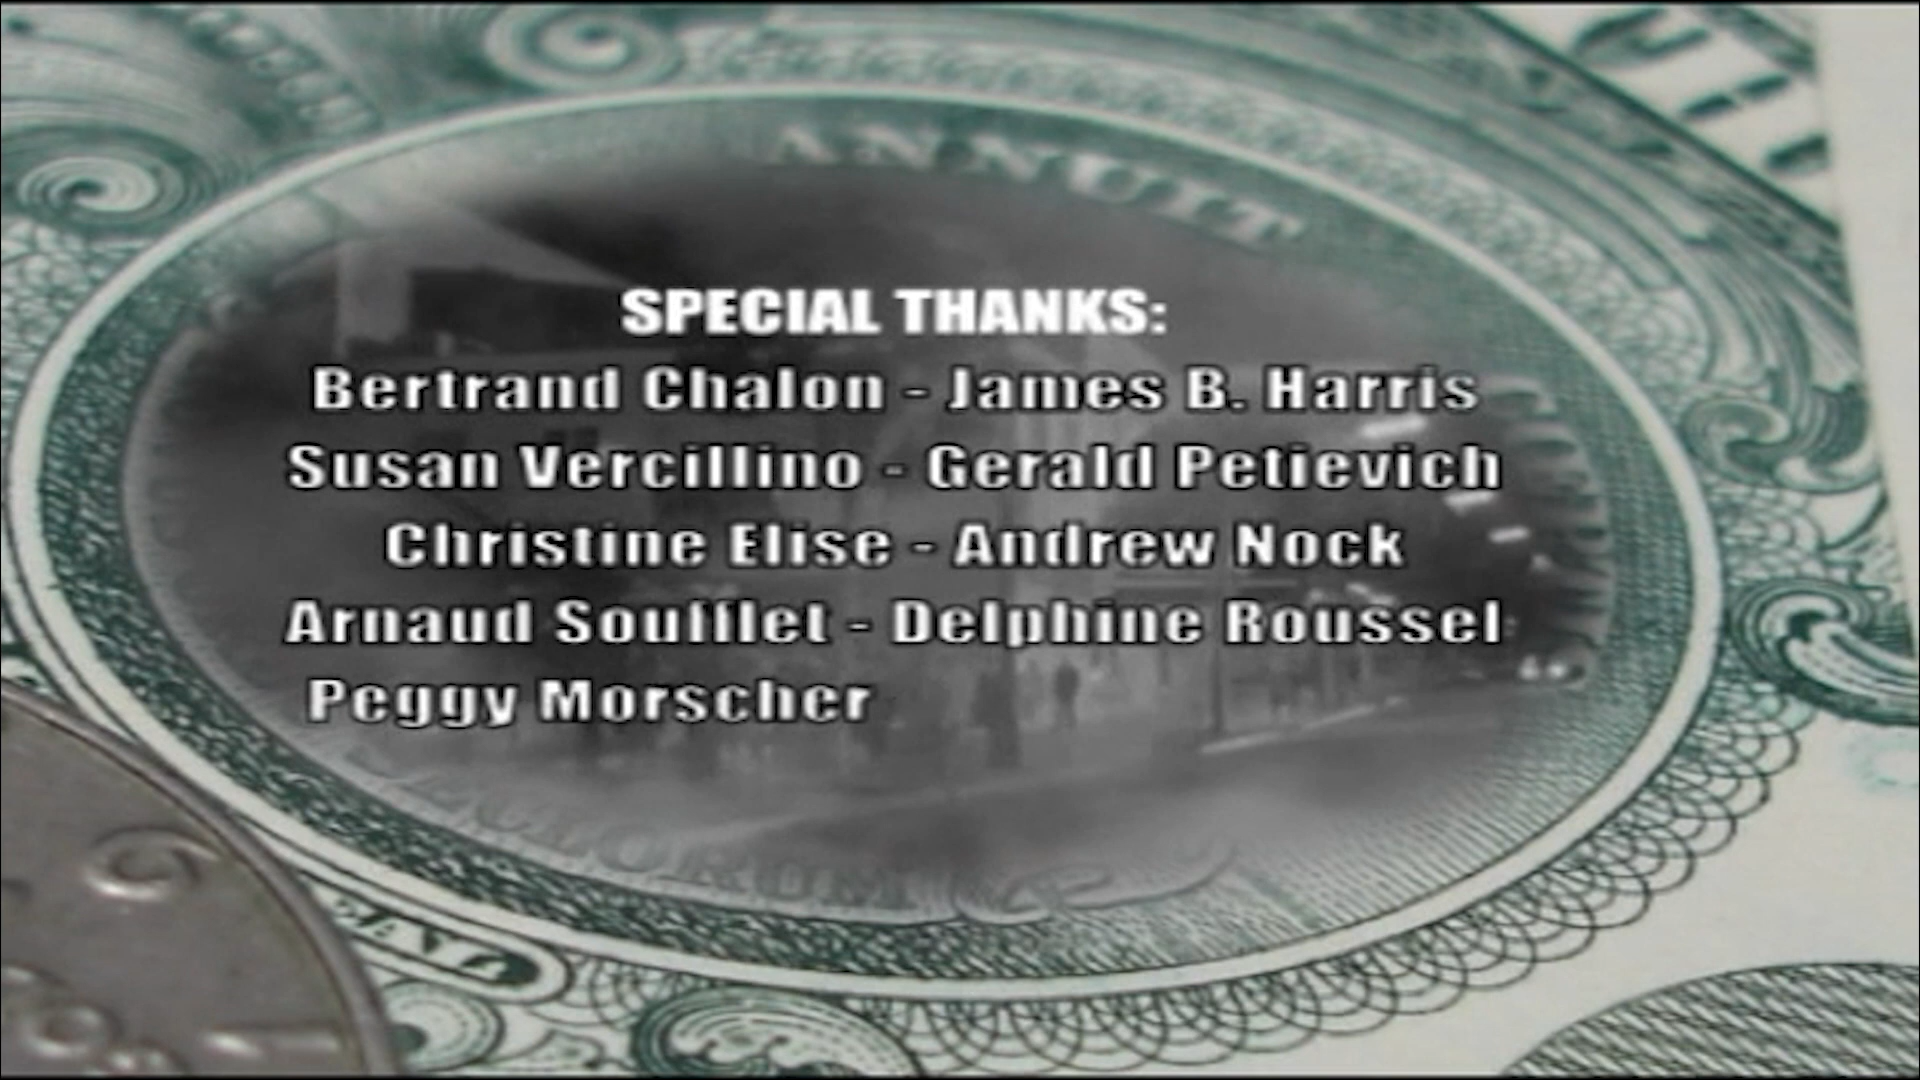 ANNUIT
SPECIAL THANKS:
Bertrand Chalon - James B. Harris
Susan Vercillino - Gerald Petievich
Christine Elise - Andrew Nock
Arnaud Soufflet - Delphine Roussel
Peggy Morscher